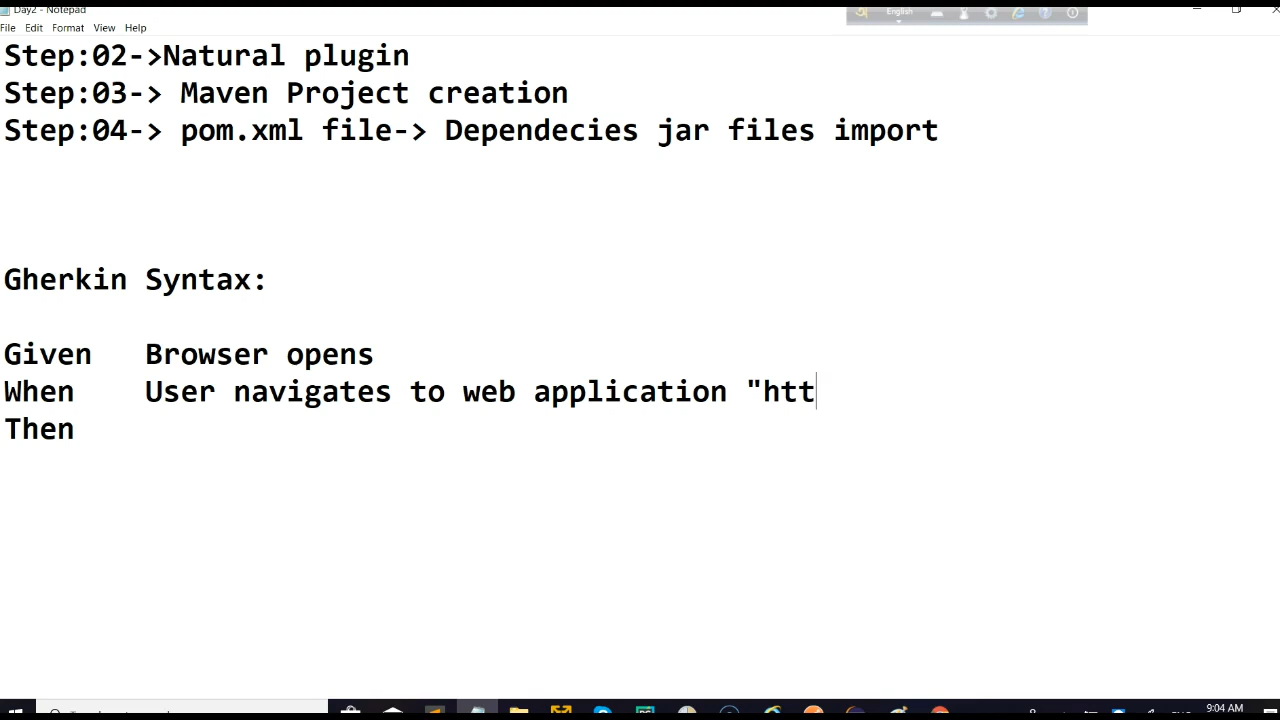 Day2 - Notepad
English
File Edit Format View Help
Step:02->Natural plugin
Step:03-> Maven Project creation
Step:04-> pom.xml file-> Dependecies jar files import
Gherkin Syntax:
Given Browser opens
When User navigates to web application "htt
Then
9:04 AM